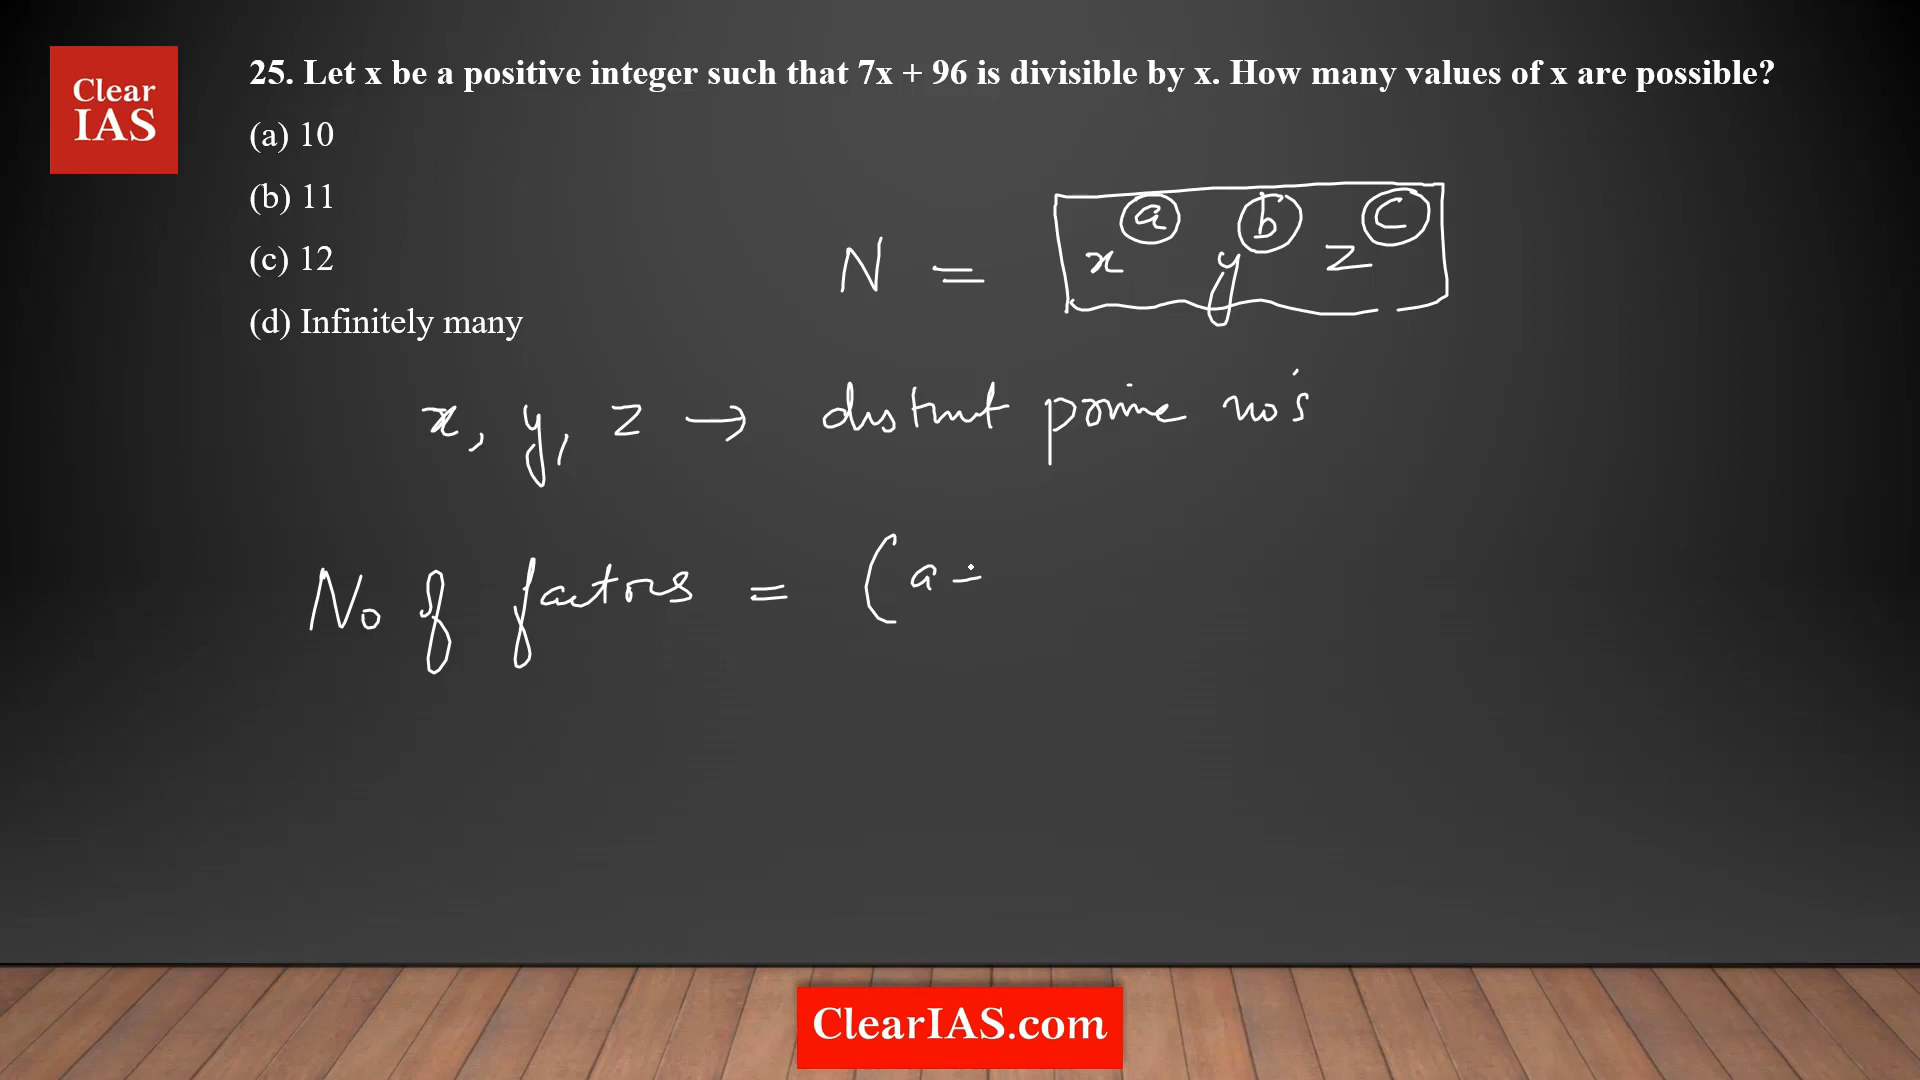 Clear
IAS
25. Let x be a positive integer such that 7x + 96 is divisible by x. How many values of x are possible?
(a) 10
(b) 11
(c) 12
(d) Infinitely many
N = x^a y^b z^c
x, y, z → distinct prime no's
No of factors = (a -
ClearIAS.com